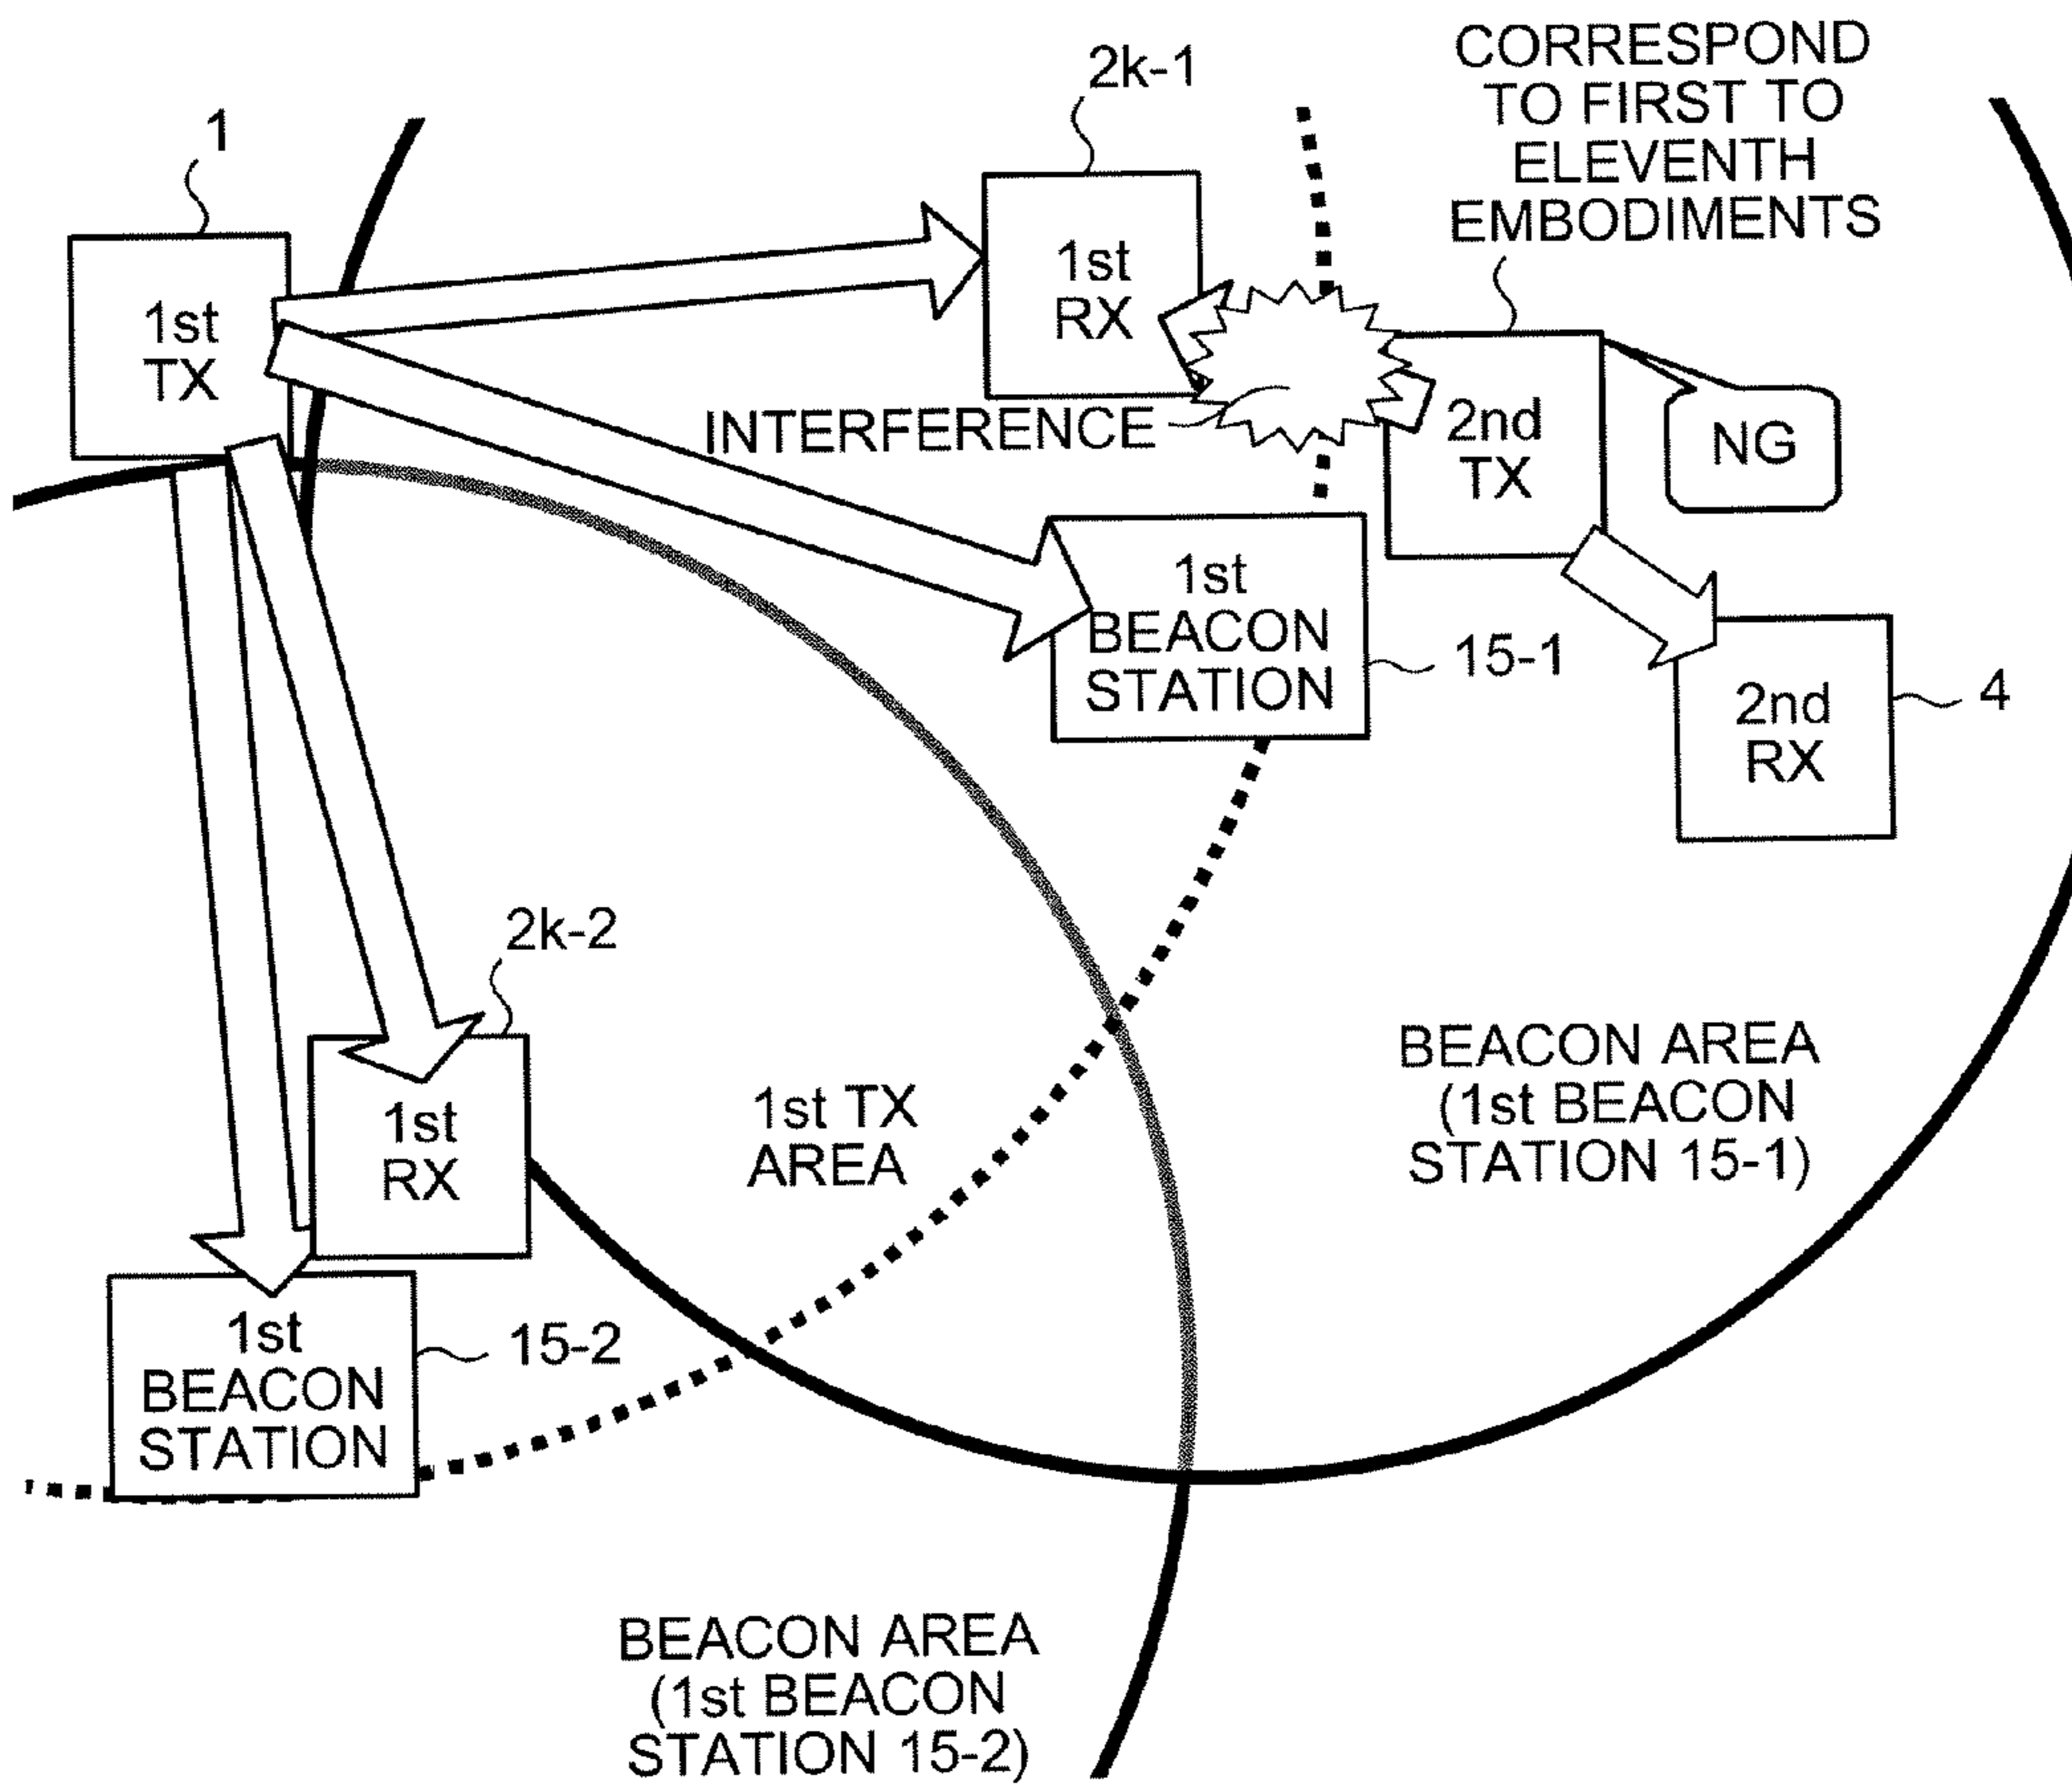 CORRESPOND
TO FIRST TO
ELEVENTH
EMBODIMENTS
2k-1
1
1st
TX
1st
RX
INTERFERENCE
2nd
TX
NG
1st
BEACON
STATION
15-1
2nd
RX
4
2k-2
1st
RX
1st TX
AREA
BEACON AREA
(1st BEACON
STATION 15-1)
1st
BEACON
STATION
15-2
BEACON AREA
(1st BEACON
STATION 15-2)